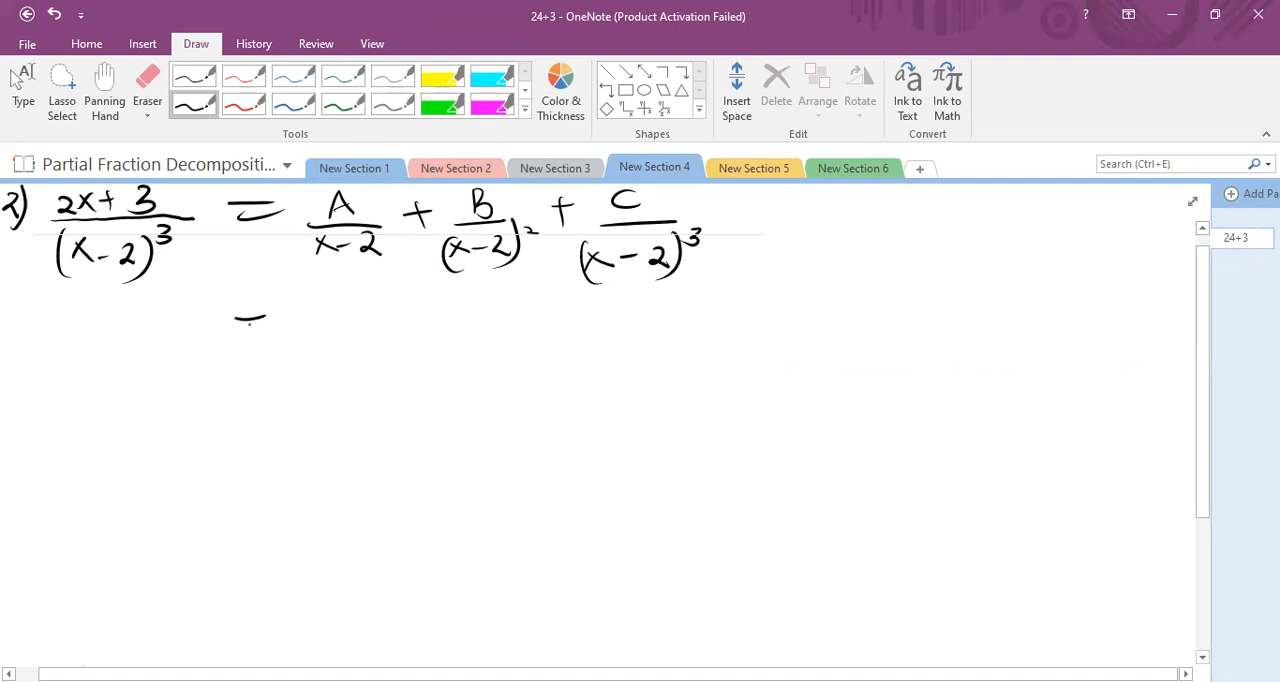 24+3 - OneNote (Product Activation Failed)
?
File Home Insert Draw History Review View
Type
Lasso Select
Panning Hand
Eraser
Color & Thickness
Insert Space
Delete
Arrange
Rotate
Ink to Text
Ink to Math
Tools Shapes Edit Convert
Partial Fraction Decompositi... New Section 1 New Section 2 New Section 3 New Section 4 New Section 5 New Section 6 + Search (Ctrl+E)
Add Pa
24+3
2) (2x+3)/(x-2)^3 = A/(x-2) + B/(x-2)^2 + C/(x-2)^3
=